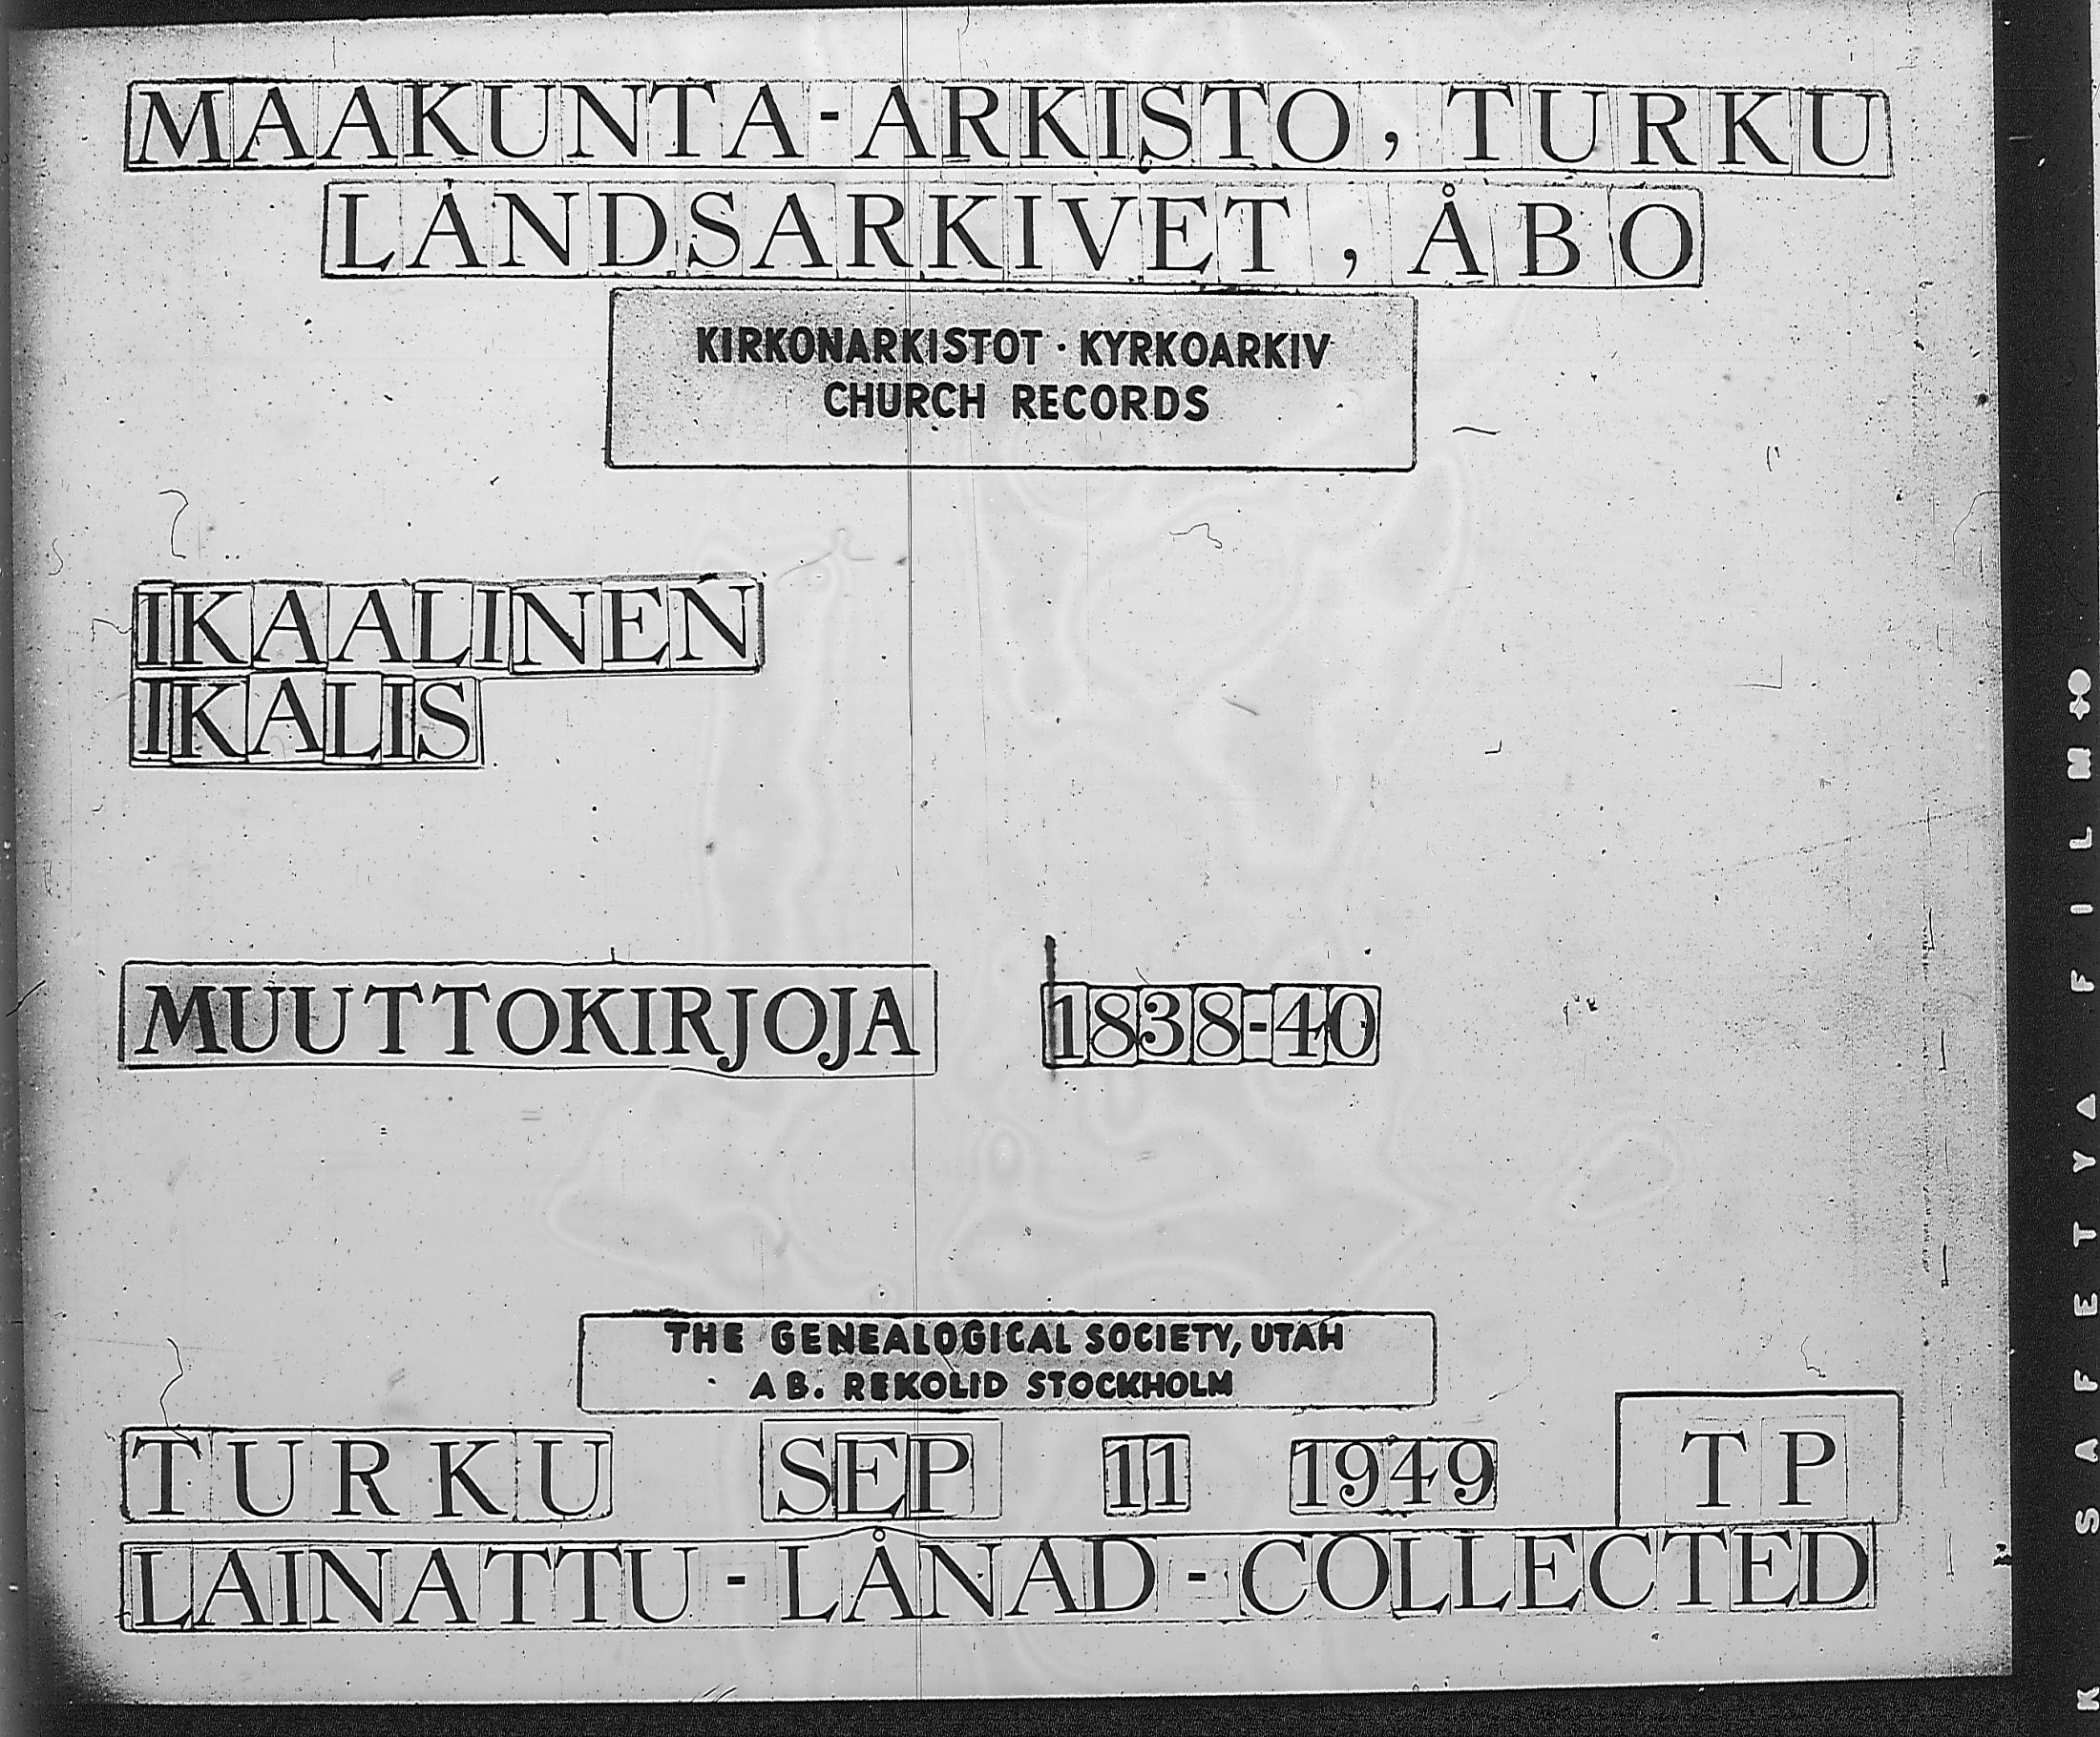 MAAKUNTA-ARKISTO, TURKU
LANDSARKIVET, ÅBO
KIRKONARKISTOT · KYRKOARKIV
CHURCH RECORDS
IKAALINEN
IKALIS
MUUTTOKIRJOJA 1838-40
THE GENEALOGICAL SOCIETY, UTAH
AB. REKOLID STOCKHOLM
TURKU SEP 11 1949 TP
LAINATTU - LÅNAD - COLLECTED
K SAFETYΔ FILM